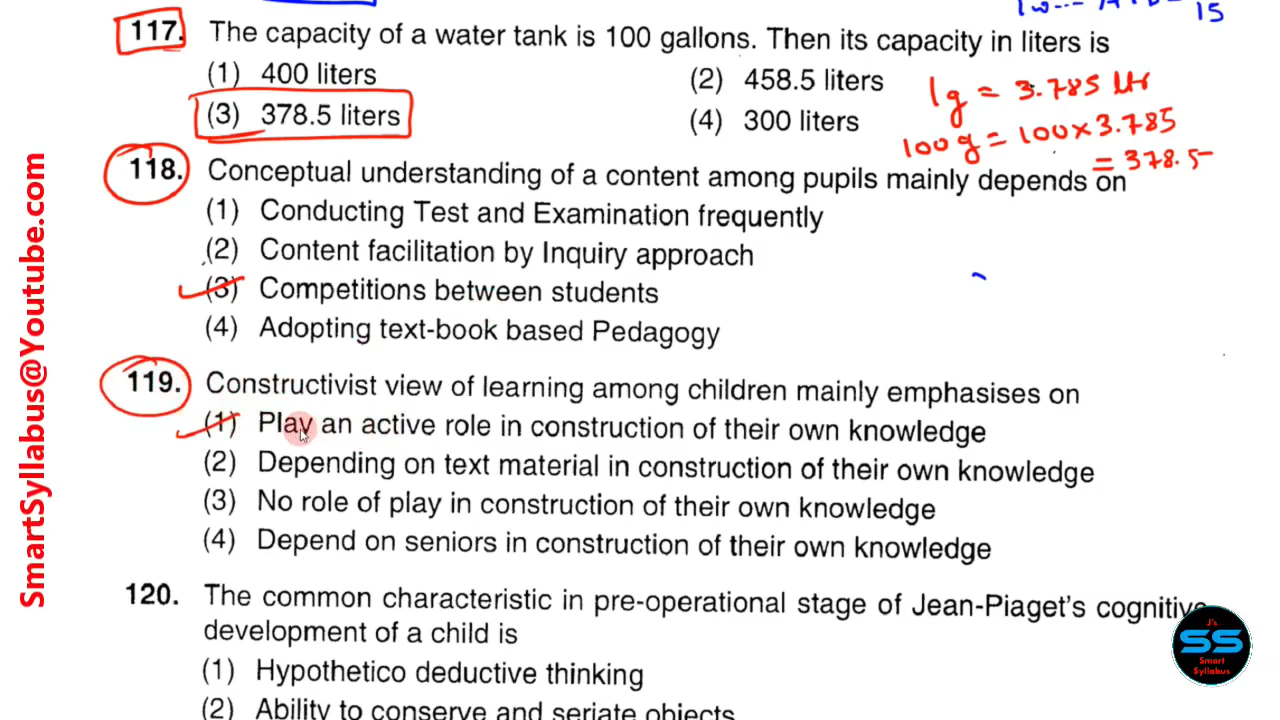 15
117. The capacity of a water tank is 100 gallons. Then its capacity in liters is
(1) 400 liters
(2) 458.5 liters
(3) 378.5 liters
(4) 300 liters
1g = 3.785 ltr
100g = 100 x 3.785
= 378.5
118. Conceptual understanding of a content among pupils mainly depends on
(1) Conducting Test and Examination frequently
(2) Content facilitation by Inquiry approach
(3) Competitions between students
(4) Adopting text-book based Pedagogy
119. Constructivist view of learning among children mainly emphasises on
(1) Play an active role in construction of their own knowledge
(2) Depending on text material in construction of their own knowledge
(3) No role of play in construction of their own knowledge
(4) Depend on seniors in construction of their own knowledge
120. The common characteristic in pre-operational stage of Jean-Piaget's cognitive
development of a child is
(1) Hypothetico deductive thinking
(2) Ability to conserve and seriate objects
SmartSyllabus@Youtube.com
J's
SS
Smart
Syllabus